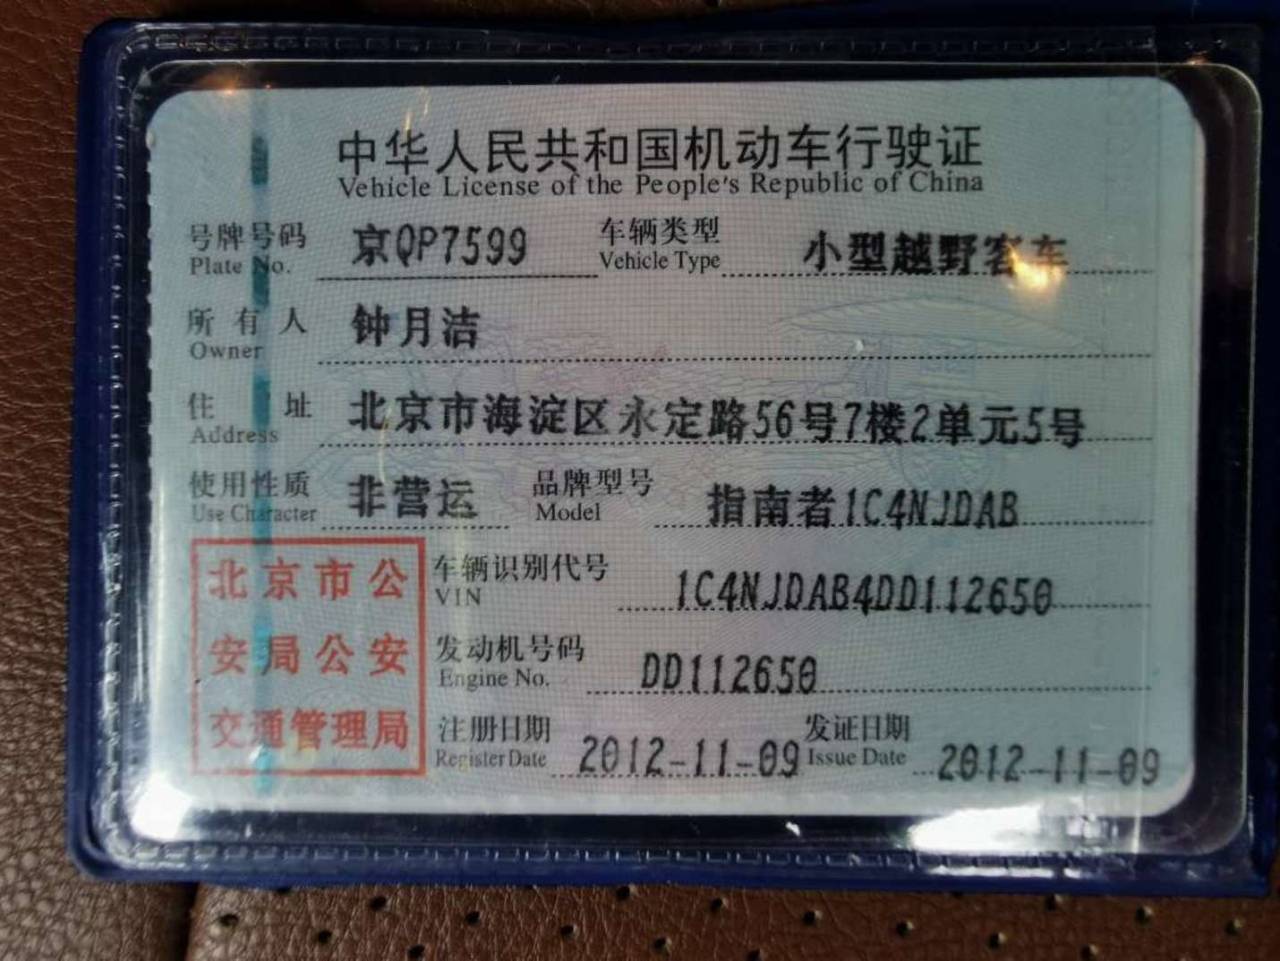 中华人民共和国机动车行驶证
Vehicle License of the People's Republic of China
号牌号码 京QP7599 车辆类型 小型越野客车
Plate No. Vehicle Type
所有人 钟月洁
Owner
住址 北京市海淀区永定路56号7楼2单元5号
Address
使用性质 非营运 品牌型号 指南者1C4NJDAB
Use Character Model
北京市公
安局公安
交通管理局
车辆识别代号 1C4NJDAB4DD112650
VIN
发动机号码 DD112650
Engine No.
注册日期 2012-11-09 发证日期 2012-11-09
Register Date Issue Date